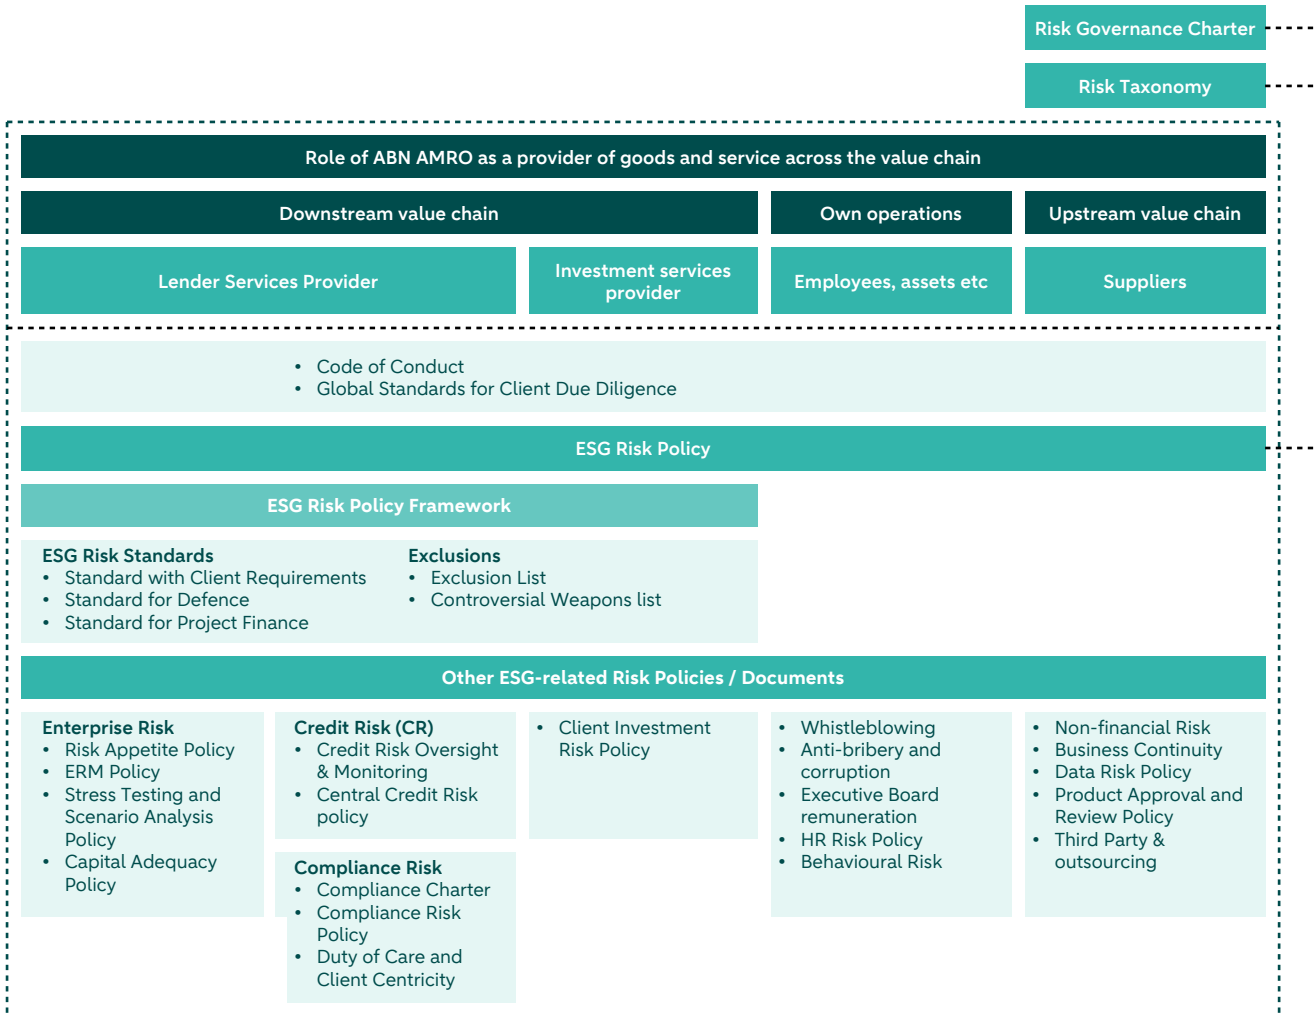 Risk Governance Charter
Risk Taxonomy
Role of ABN AMRO as a provider of goods and service across the value chain
Downstream value chain
Own operations
Upstream value chain
Lender Services Provider
Investment services
provider
Employees, assets etc
Suppliers
• Code of Conduct
• Global Standards for Client Due Diligence
ESG Risk Policy
ESG Risk Policy Framework
ESG Risk Standards
• Standard with Client Requirements
• Standard for Defence
• Standard for Project Finance
Exclusions
• Exclusion List
• Controversial Weapons list
Other ESG-related Risk Policies / Documents
Enterprise Risk
• Risk Appetite Policy
• ERM Policy
• Stress Testing and
Scenario Analysis
Policy
• Capital Adequacy
Policy
Credit Risk (CR)
• Credit Risk Oversight
& Monitoring
• Central Credit Risk
policy
Compliance Risk
• Compliance Charter
• Compliance Risk
Policy
• Duty of Care and
Client Centricity
• Client Investment
Risk Policy
• Whistleblowing
• Anti-bribery and
corruption
• Executive Board
remuneration
• HR Risk Policy
• Behavioural Risk
• Non-financial Risk
• Business Continuity
• Data Risk Policy
• Product Approval and
Review Policy
• Third Party &
outsourcing